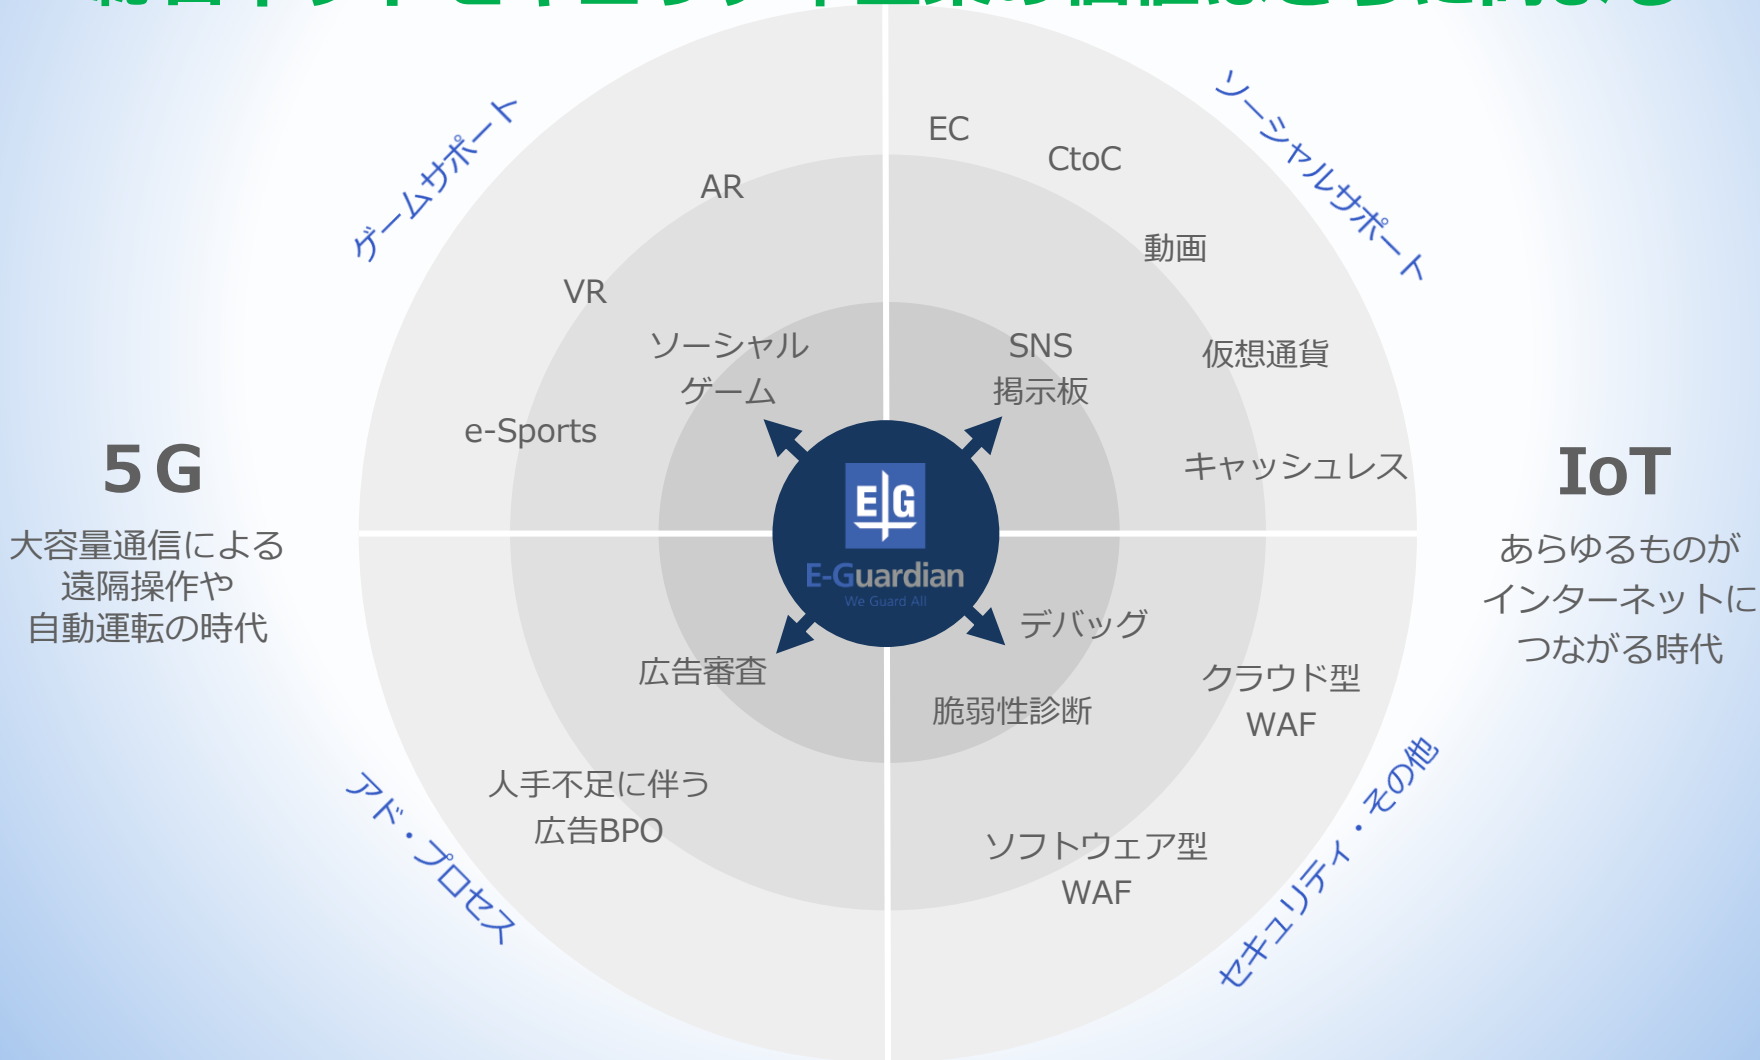 ゲームサポート
ソーシャルサポート
EC
CtoC
AR
動画
VR
ソーシャル
ゲーム
SNS
掲示板
仮想通貨
e-Sports
キャッシュレス
5G
大容量通信による
遠隔操作や
自動運転の時代
IoT
あらゆるものが
インターネットに
つながる時代
E G
E-Guardian
We Guard All
デバッグ
広告審査
脆弱性診断
クラウド型
WAF
人手不足に伴う
広告BPO
ソフトウェア型
WAF
アド・プロセス
セキュリティ・その他